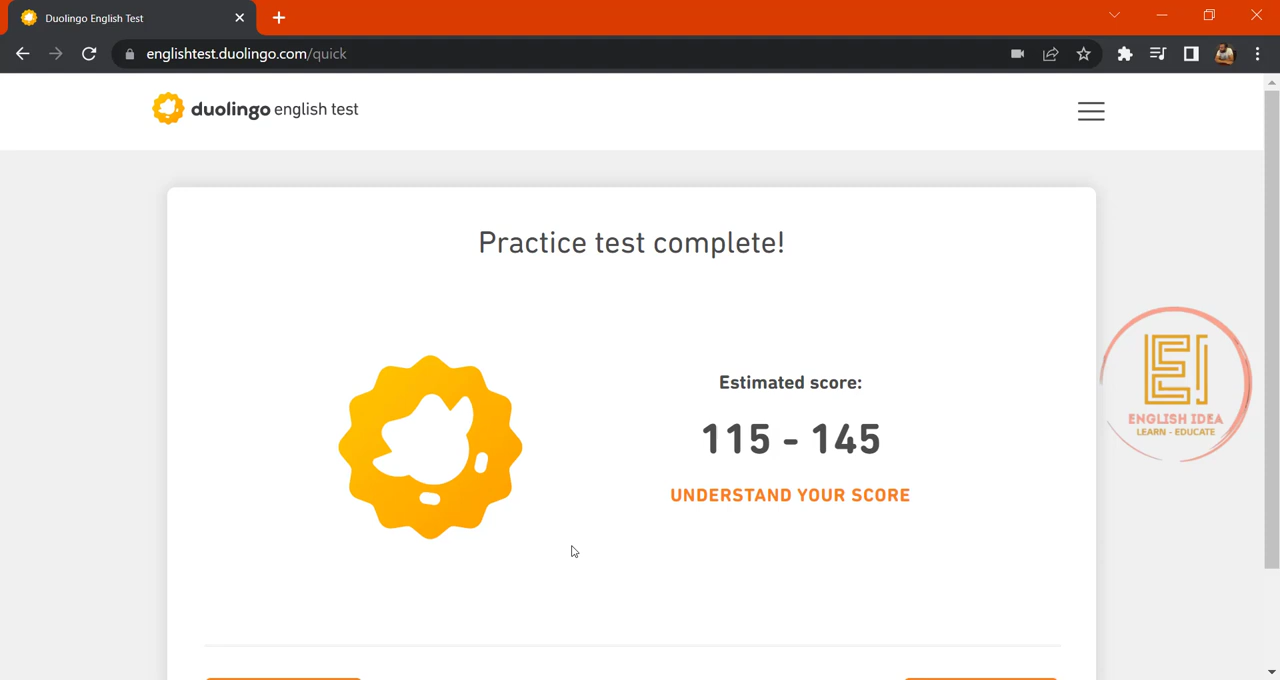 Duolingo English Test
englishtest.duolingo.com/quick
duolingo english test
Practice test complete!
Estimated score:
115 - 145
UNDERSTAND YOUR SCORE
EI
ENGLISH IDEA
LEARN - EDUCATE